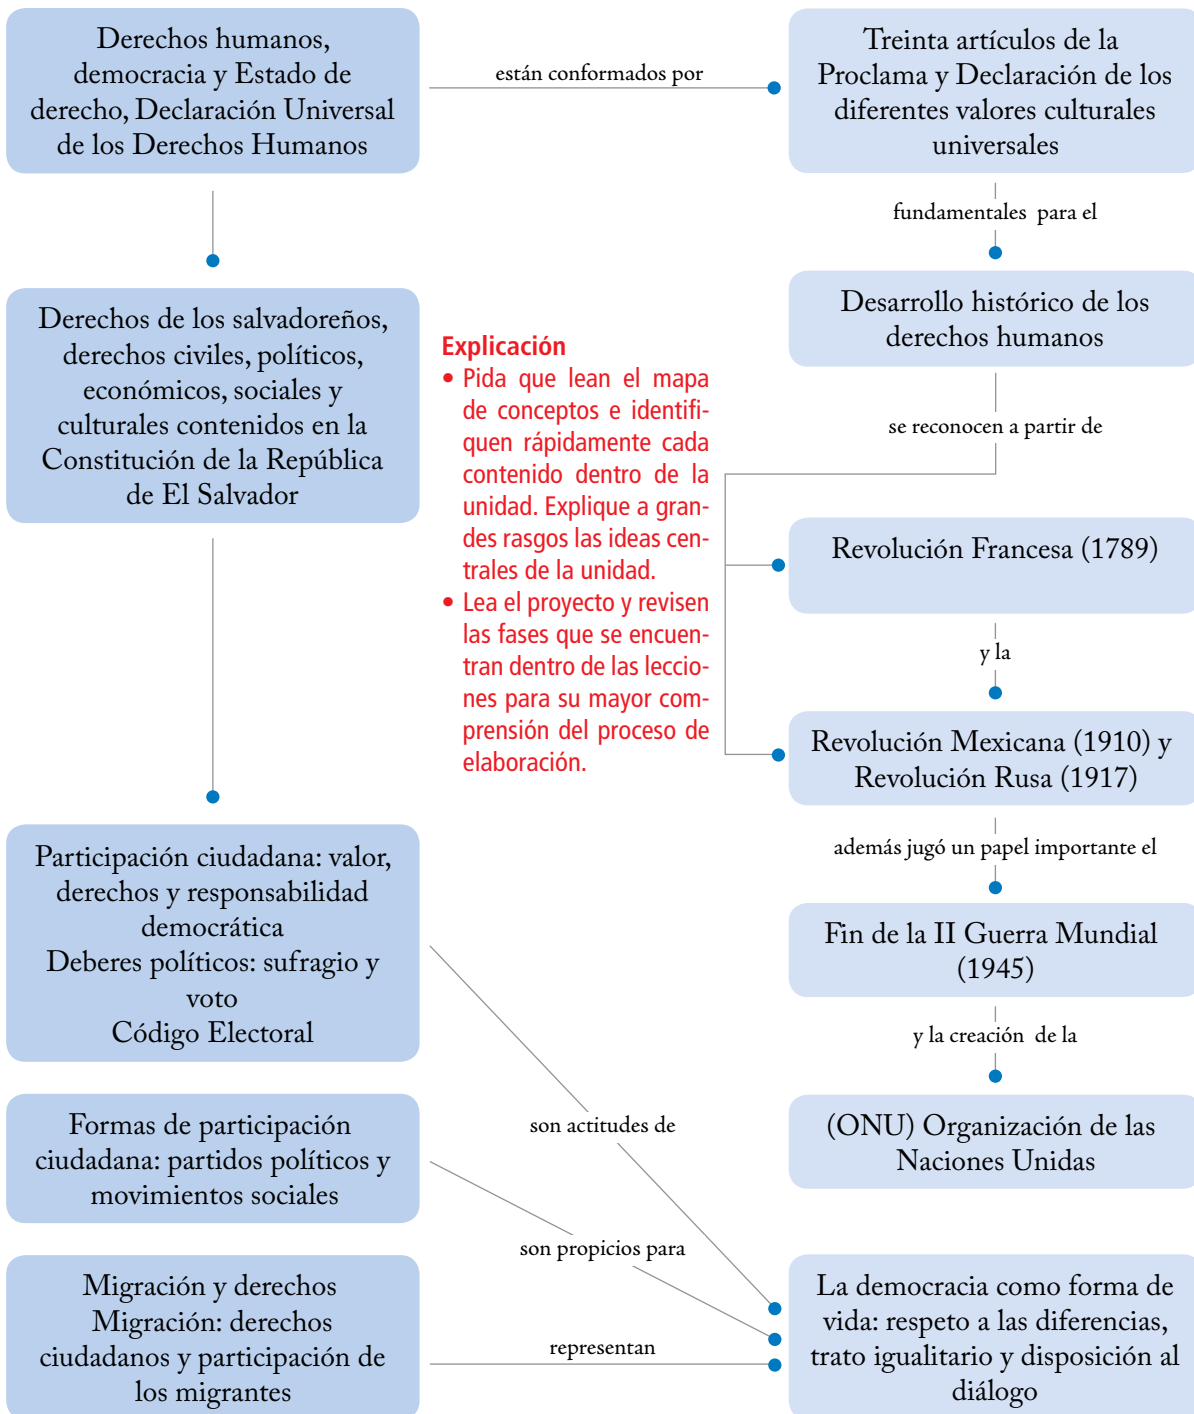 Derechos humanos,
democracia y Estado de
derecho, Declaración Universal
de los Derechos Humanos
están conformados por
Treinta artículos de la
Proclama y Declaración de los
diferentes valores culturales
universales
fundamentales para el
Derechos de los salvadoreños,
derechos civiles, políticos,
económicos, sociales y
culturales contenidos en la
Constitución de la República
de El Salvador
Explicación
• Pida que lean el mapa
de conceptos e identifi-
quen rápidamente cada
contenido dentro de la
unidad. Explique a gran-
des rasgos las ideas cen-
trales de la unidad.
• Lea el proyecto y revisen
las fases que se encuen-
tran dentro de las leccio-
nes para su mayor com-
prensión del proceso de
elaboración.
Desarrollo histórico de los
derechos humanos
se reconocen a partir de
Revolución Francesa (1789)
y la
Revolución Mexicana (1910) y
Revolución Rusa (1917)
además jugó un papel importante el
Fin de la II Guerra Mundial
(1945)
y la creación de la
(ONU) Organización de las
Naciones Unidas
Participación ciudadana: valor,
derechos y responsabilidad
democrática
Deberes políticos: sufragio y
voto
Código Electoral
son actitudes de
Formas de participación
ciudadana: partidos políticos y
movimientos sociales
son propicios para
Migración y derechos
Migración: derechos
ciudadanos y participación de
los migrantes
representan
La democracia como forma de
vida: respeto a las diferencias,
trato igualitario y disposición al
diálogo